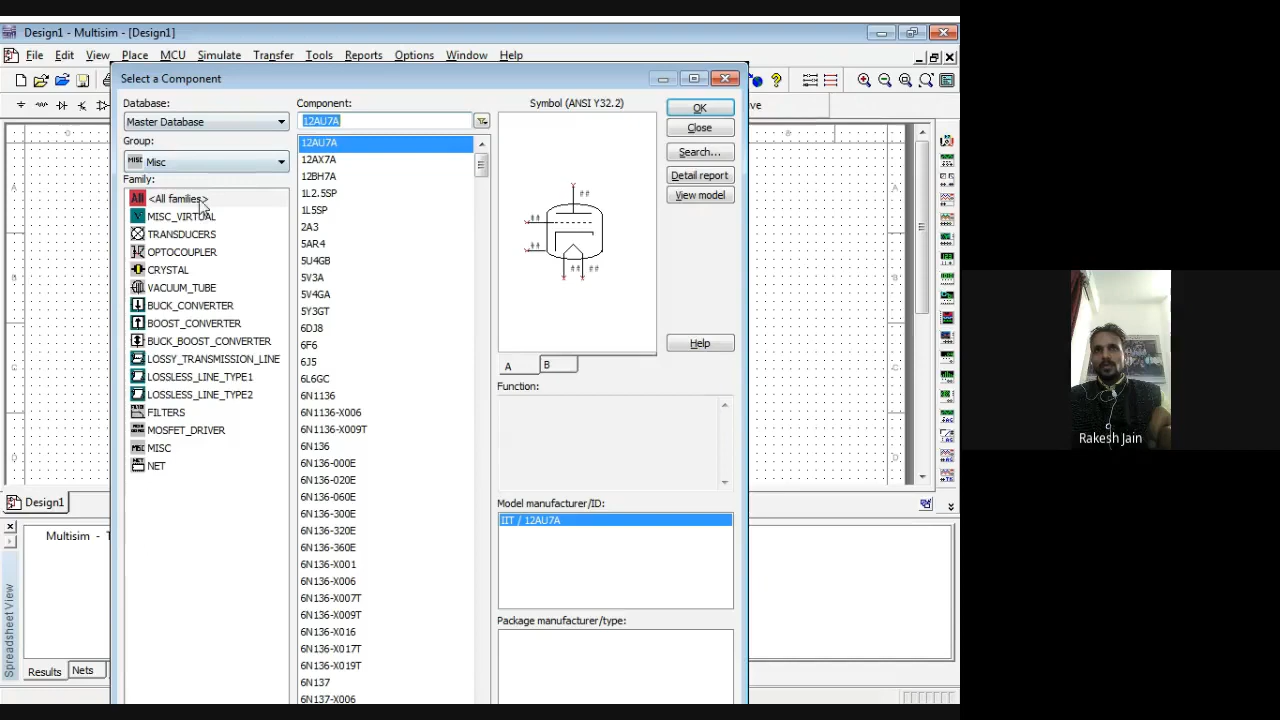 Design1 - Multisim - [Design1]
File Edit View Place MCU Simulate Transfer Tools Reports Options Window Help
Select a Component
Database:
Master Database
Group:
Misc
Family:
<All families>
MISC_VIRTUAL
TRANSDUCERS
OPTOCOUPLER
CRYSTAL
VACUUM_TUBE
BUCK_CONVERTER
BOOST_CONVERTER
BUCK_BOOST_CONVERTER
LOSSY_TRANSMISSION_LINE
LOSSLESS_LINE_TYPE1
LOSSLESS_LINE_TYPE2
FILTERS
MOSFET_DRIVER
MISC
NET
Component:
12AU7A
12AU7A
12AX7A
12BH7A
1L2.5SP
1L5SP
2A3
5AR4
5U4GB
5V3A
5V4GA
5Y3GT
6DJ8
6F6
6J5
6L6GC
6N1136
6N1136-X006
6N1136-X009T
6N136
6N136-000E
6N136-020E
6N136-060E
6N136-300E
6N136-320E
6N136-360E
6N136-X001
6N136-X006
6N136-X007T
6N136-X009T
6N136-X016
6N136-X017T
6N136-X019T
6N137
6N137-X006
Symbol (ANSI Y32.2)
##
##
##
## ##
A B
Function:
Model manufacturer/ID:
IIT / 12AU7A
Package manufacturer/type:
OK
Close
Search...
Detail report
View model
Help
Design1
Multisim - T
Spreadsheet View
Results Nets
Rakesh Jain